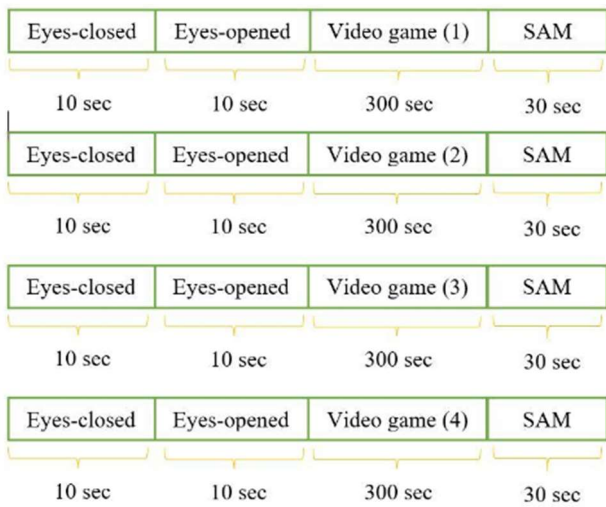 Eyes-closed Eyes-opened Video game (1) SAM
10 sec 10 sec 300 sec 30 sec
Eyes-closed Eyes-opened Video game (2) SAM
10 sec 10 sec 300 sec 30 sec
Eyes-closed Eyes-opened Video game (3) SAM
10 sec 10 sec 300 sec 30 sec
Eyes-closed Eyes-opened Video game (4) SAM
10 sec 10 sec 300 sec 30 sec